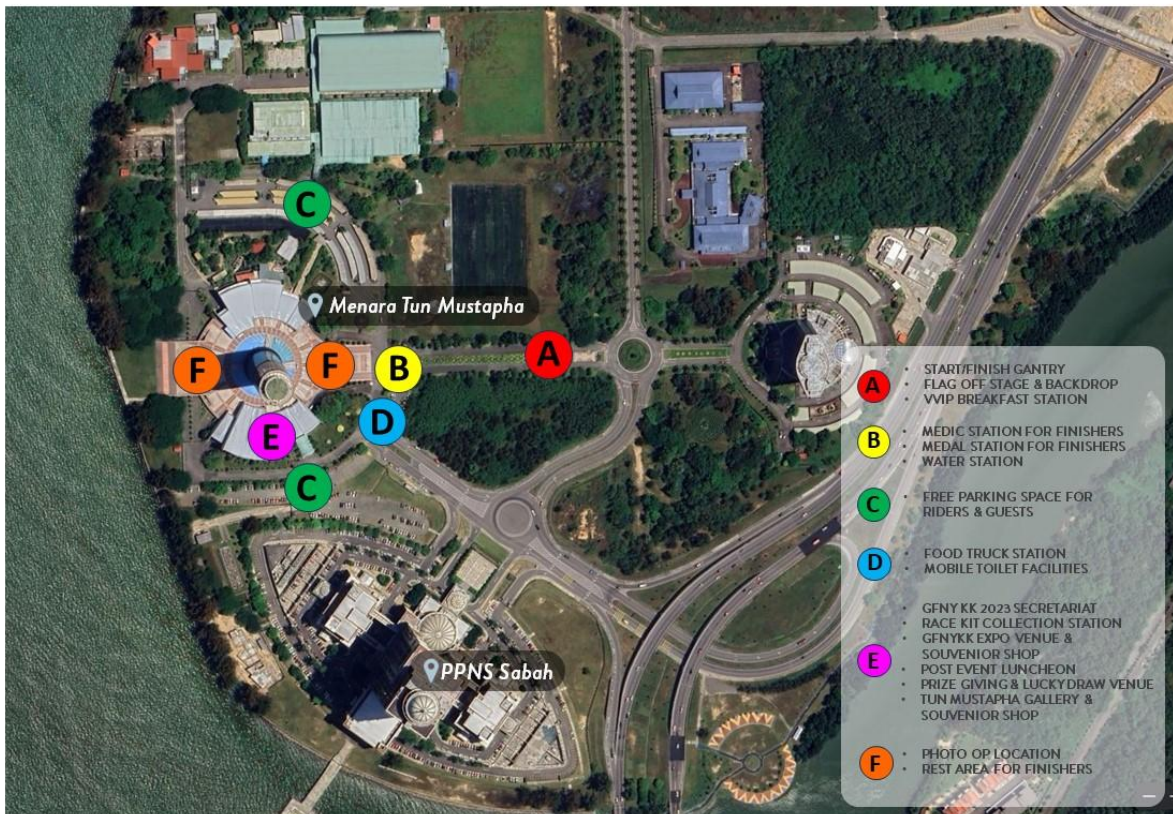 C
Menara Tun Mustapha
F
F
B
A
D
E
C
PPNS Sabah
A
START/FINISH GANTRY
FLAG OFF STAGE & BACKDROP
VVIP BREAKFAST STATION
B
MEDIC STATION FOR FINISHERS
MEDAL STATION FOR FINISHERS
WATER STATION
C
FREE PARKING SPACE FOR
RIDERS & GUESTS
D
FOOD TRUCK STATION
MOBILE TOILET FACILITIES
E
GFNY KK 2023 SECRETARIAT
RACE KIT COLLECTION STATION
GFNYKK EXPO VENUE &
SOUVENIOR SHOP
POST EVENT LUNCHEON
PRIZE GIVING & LUCKYDRAW VENUE
TUN MUSTAPHA GALLERY &
SOUVENIOR SHOP
F
PHOTO OP LOCATION
REST AREA FOR FINISHERS